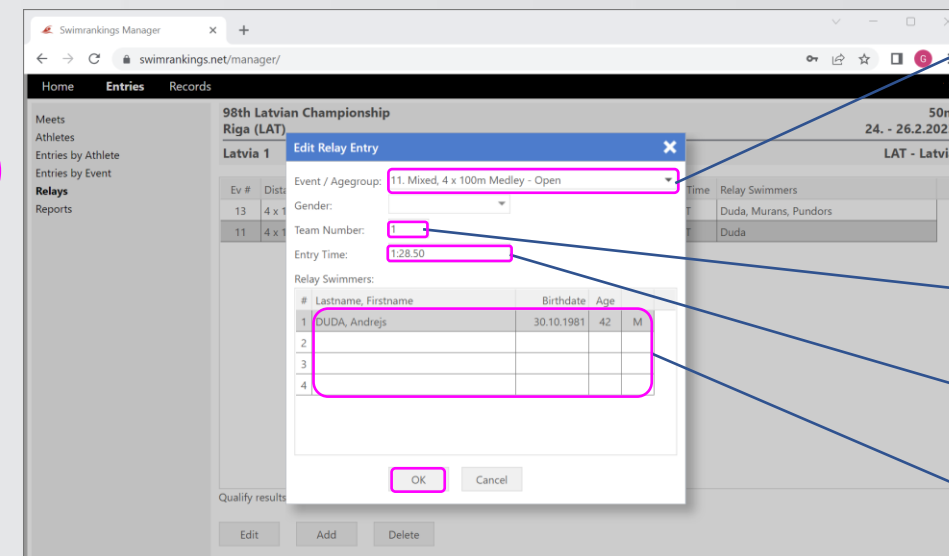 Swimrankings Manager
swimrankings.net/manager/
G
Home Entries Records
Meets
Athletes
Entries by Athlete
Entries by Event
Relays
Reports
98th Latvian Championship
Riga (LAT)
50m
24. - 26.2.202
Latvia 1
LAT - Latvi
Edit Relay Entry
Event / Agegroup: 11. Mixed, 4 x 100m Medley - Open
Gender:
Team Number: 1
Entry Time: 1:28.50
Relay Swimmers:
# Lastname, Firstname Birthdate Age
1 DUDA, Andrejs 30.10.1981 42 M
2
3
4
OK Cancel
Ev # Dista Time Relay Swimmers
13 4 x 1 T Duda, Murans, Pundors
11 4 x 1 T Duda
Qualify results
Edit Add Delete